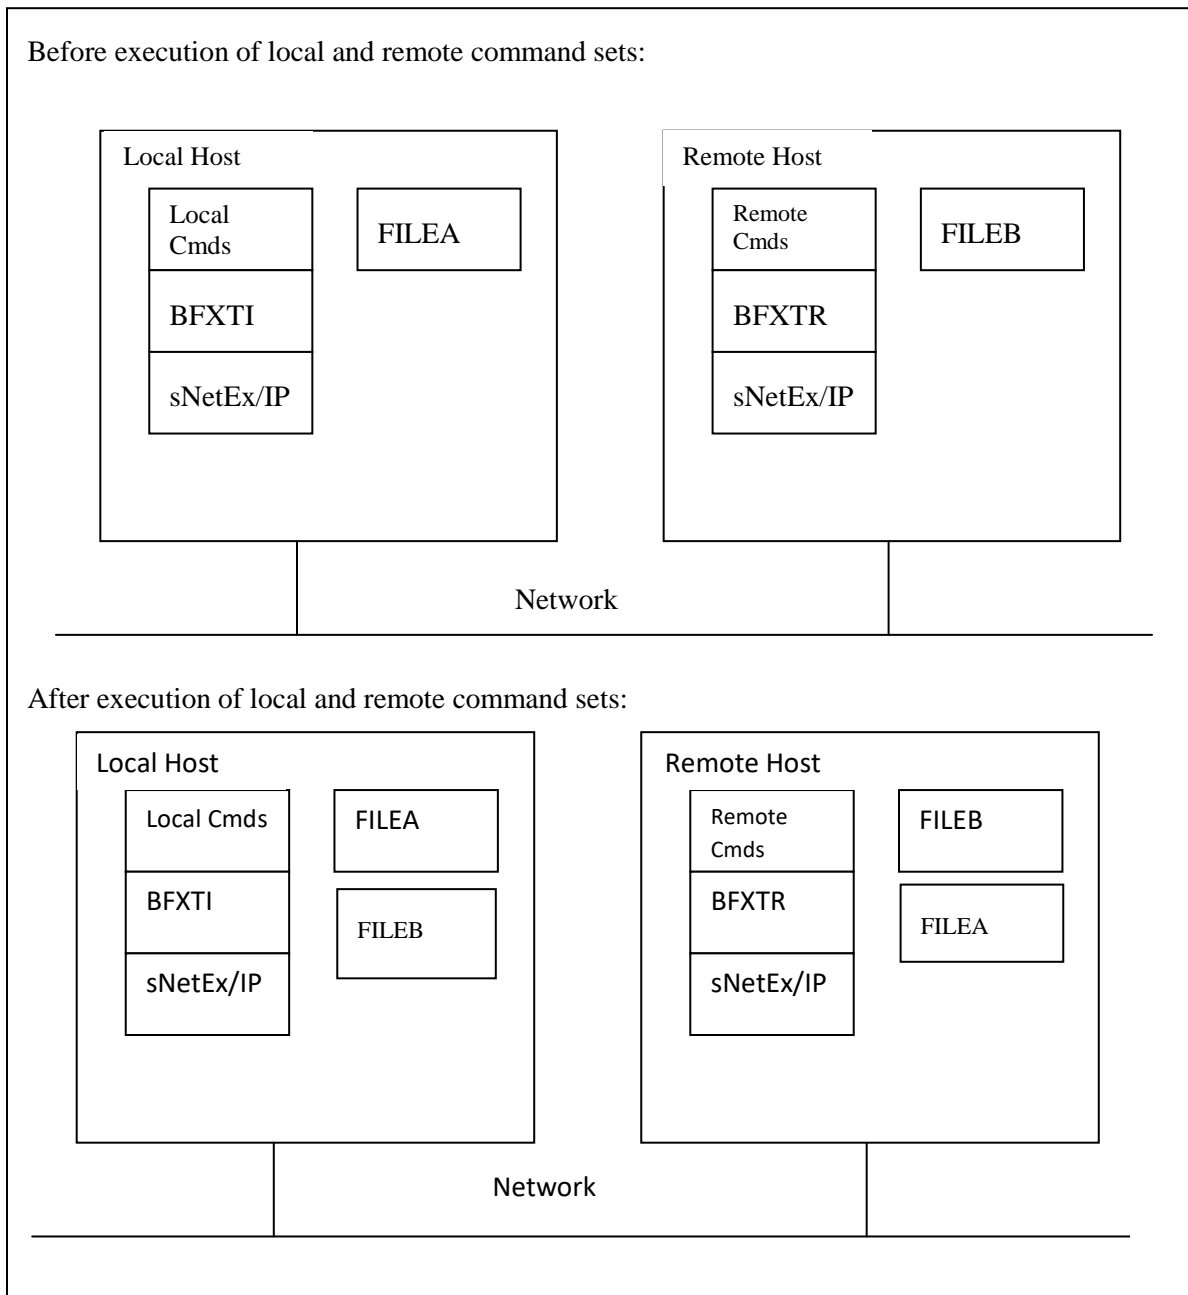 Before execution of local and remote command sets:
Local Host
Local
Cmds
FILEA
BFXTI
sNetEx/IP
Remote Host
Remote
Cmds
FILEB
BFXTR
sNetEx/IP
Network
After execution of local and remote command sets:
Local Host
Local Cmds
FILEA
BFXTI
FILEB
sNetEx/IP
Remote Host
Remote
Cmds
FILEB
BFXTR
FILEA
sNetEx/IP
Network